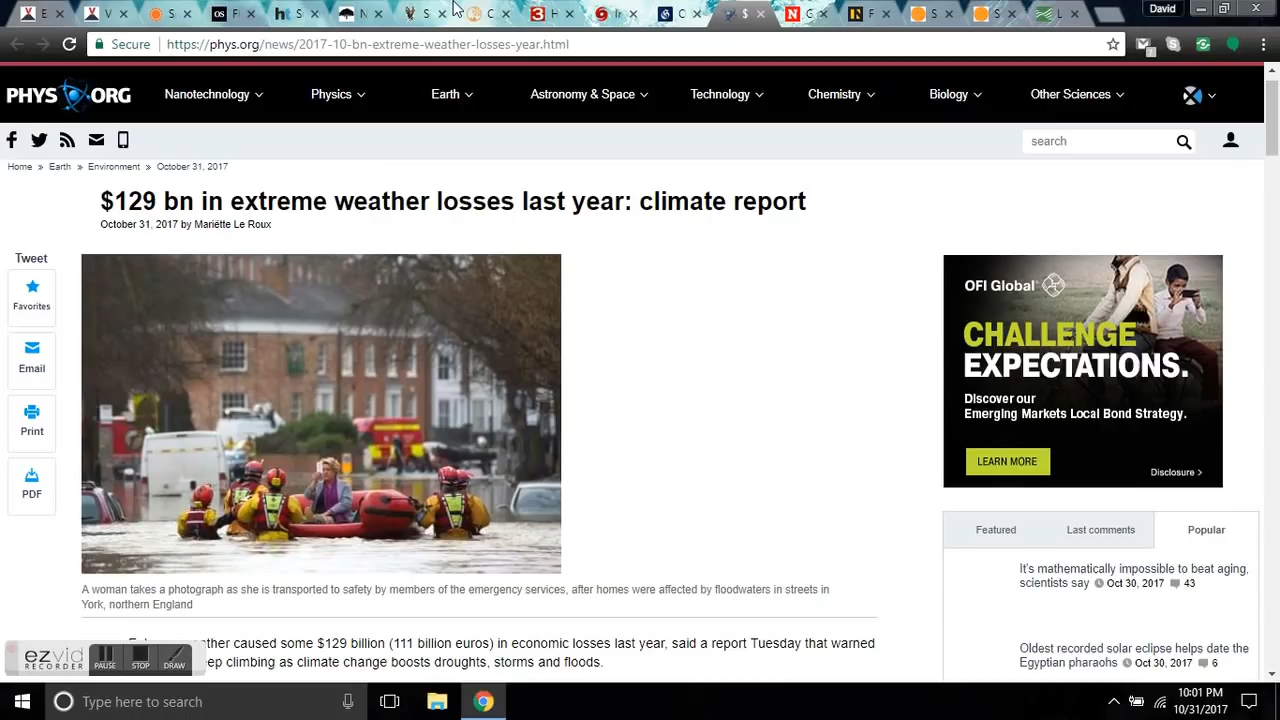 E V S Fl S N S C H Ir C $ G F S S L David
Secure https://phys.org/news/2017-10-bn-extreme-weather-losses-year.html
PHYS ORG Nanotechnology Physics Earth Astronomy & Space Technology Chemistry Biology Other Sciences
search
Home » Earth » Environment » October 31, 2017
$129 bn in extreme weather losses last year: climate report
October 31, 2017 by Mariëtte Le Roux
Tweet
Favorites
Email
Print
PDF
OFI Global
CHALLENGE
EXPECTATIONS.
Discover our
Emerging Markets Local Bond Strategy.
LEARN MORE
Disclosure >
Featured Last comments Popular
It's mathematically impossible to beat aging,
scientists say Oct 30, 2017 43
Oldest recorded solar eclipse helps date the
Egyptian pharaohs Oct 30, 2017 6
A woman takes a photograph as she is transported to safety by members of the emergency services, after homes were affected by floodwaters in streets in
York, northern England
caused some $129 billion (111 billion euros) in economic losses last year, said a report Tuesday that warned
climbing as climate change boosts droughts, storms and floods.
ezvid
RECORDER
PAUSE STOP DRAW
Type here to search
10:01 PM
10/31/2017